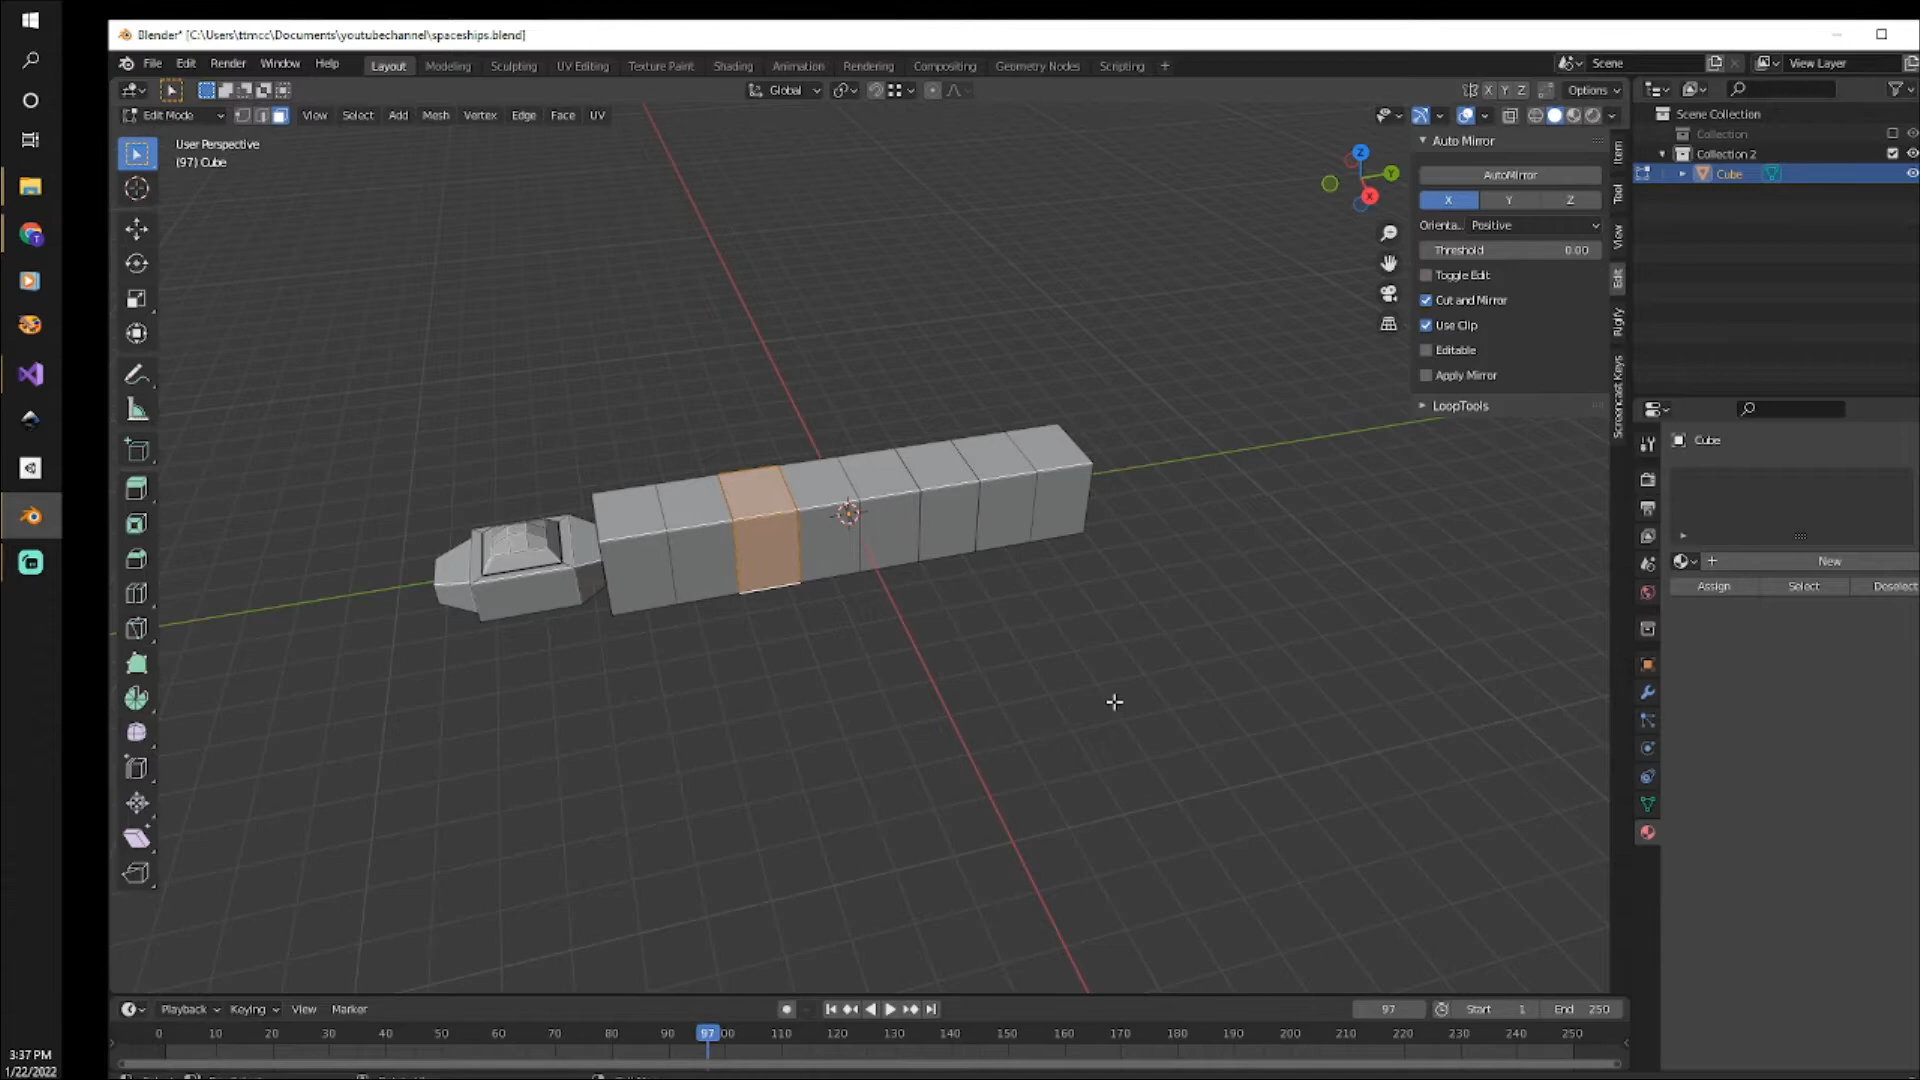 Blender* [C:\Users\ttmcc\Documents\youtubechannel\spaceships.blend]
File Edit Render Window Help Layout Modeling Sculpting UV Editing Texture Paint Shading Animation Rendering Compositing Geometry Nodes Scripting + Scene View Layer
Global X Y Z Options
Edit Mode View Select Add Mesh Vertex Edge Face UV
User Perspective
(97) Cube
Z
Y
X
Auto Mirror
AutoMirror
X Y Z
Orienta... Positive
Threshold 0.00
Toggle Edit
Cut and Mirror
Use Clip
Editable
Apply Mirror
LoopTools
Item
Tool
View
Edit
Rigify
Screencast Keys
Scene Collection
Collection
Collection 2
Cube
Cube
New
Assign Select Deselect
Playback Keying View Marker 97 Start 1 End 250
0 10 20 30 40 50 60 70 80 90 97 00 110 120 130 140 150 160 170 180 190 200 210 220 230 240 250
3:37 PM
1/22/2022